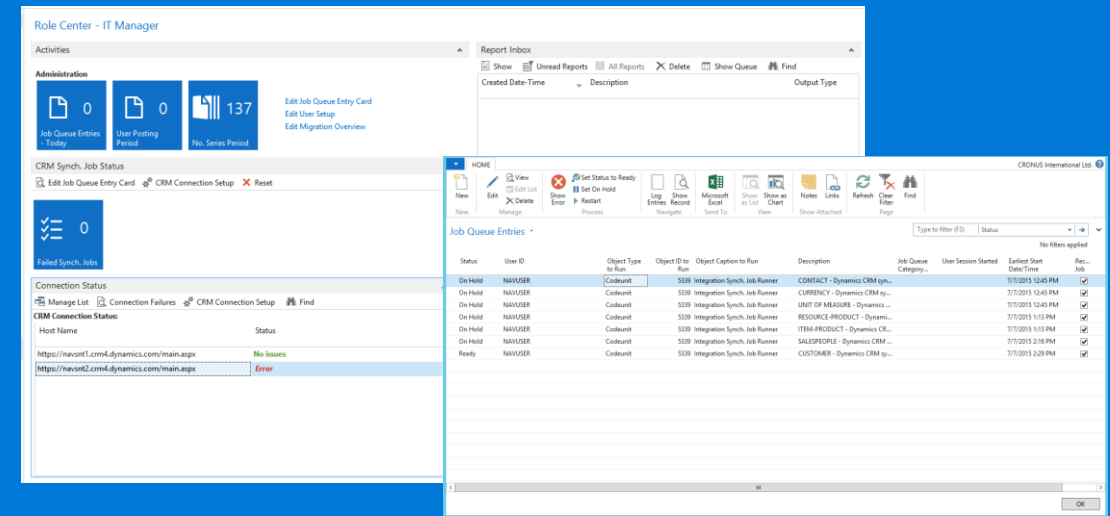 Role Center - IT Manager
Activities
Administration
0
Job Queue Entries
- Today
0
User Posting
Period
137
No. Series Period
Edit Job Queue Entry Card
Edit User Setup
Edit Migration Overview
CRM Synch. Job Status
Edit Job Queue Entry Card CRM Connection Setup Reset
0
Failed Synch. Jobs
Connection Status
Manage List Connection Failures CRM Connection Setup Find
CRM Connection Status:
Host Name Status
https://navsnt1.crm4.dynamics.com/main.aspx No issues
https://navsnt2.crm4.dynamics.com/main.aspx Error
Report Inbox
Show Unread Reports All Reports Delete Show Queue Find
Created Date-Time Description Output Type
HOME CRONUS International Ltd.
New
Edit
View
Edit List
Delete
Show
Error
Set Status to Ready
Set On Hold
Restart
Log
Entries
Show
Record
Microsoft
Excel
Show
as List
Show as
Chart
Notes
Links
Refresh
Clear
Filter
Find
New Manage Process Navigate Send To View Show Attached Page
Job Queue Entries
Type to filter (F3) Status
No filters applied
Status User ID Object Type to Run Object ID to Run Object Caption to Run Description Job Queue Category... User Session Started Earliest Start Date/Time Rec... Job
On Hold NAVUSER Codeunit 5339 Integration Synch. Job Runner CONTACT - Dynamics CRM syn... 7/7/2015 12:45 PM
On Hold NAVUSER Codeunit 5339 Integration Synch. Job Runner CURRENCY - Dynamics CRM sy... 7/7/2015 12:45 PM
On Hold NAVUSER Codeunit 5339 Integration Synch. Job Runner UNIT OF MEASURE - Dynamics ... 7/7/2015 12:45 PM
On Hold NAVUSER Codeunit 5339 Integration Synch. Job Runner RESOURCE-PRODUCT - Dynami... 7/7/2015 1:13 PM
On Hold NAVUSER Codeunit 5339 Integration Synch. Job Runner ITEM-PRODUCT - Dynamics CR... 7/7/2015 1:13 PM
On Hold NAVUSER Codeunit 5339 Integration Synch. Job Runner SALESPEOPLE - Dynamics CRM ... 7/7/2015 2:16 PM
Ready NAVUSER Codeunit 5339 Integration Synch. Job Runner CUSTOMER - Dynamics CRM sy... 7/7/2015 2:29 PM
OK